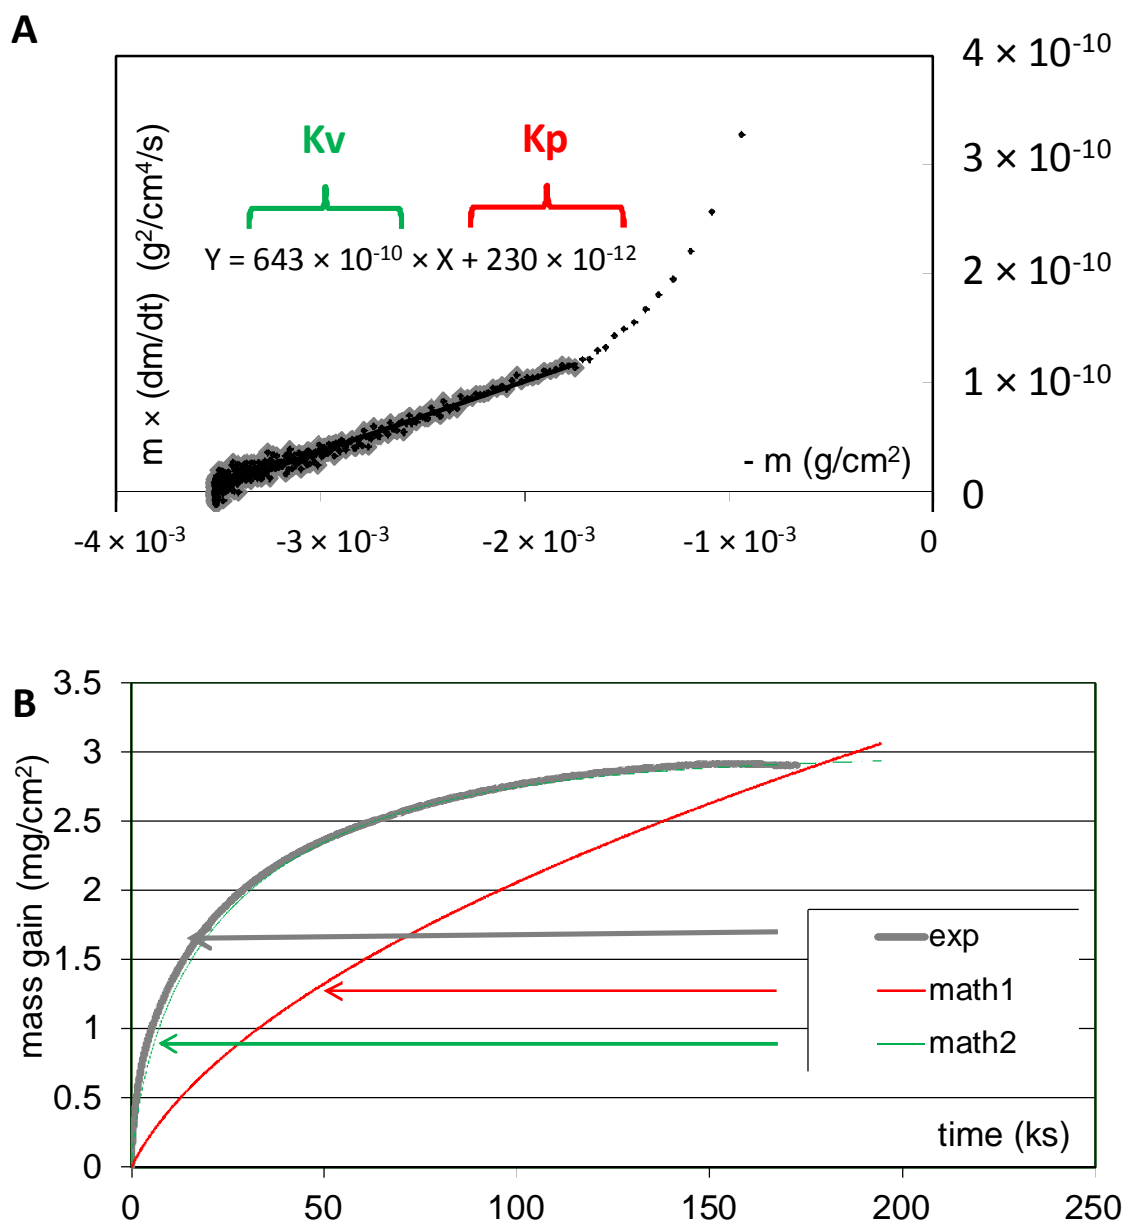 A
4 × 10⁻¹⁰
3 × 10⁻¹⁰
2 × 10⁻¹⁰
1 × 10⁻¹⁰
0
m × (dm/dt) (g²/cm⁴/s)
Kv
Kp
Y = 643 × 10⁻¹⁰ × X + 230 × 10⁻¹²
- m (g/cm²)
-4 × 10⁻³
-3 × 10⁻³
-2 × 10⁻³
-1 × 10⁻³
0
B
mass gain (mg/cm²)
3.5
3
2.5
2
1.5
1
0.5
0
exp
math1
math2
time (ks)
0
50
100
150
200
250